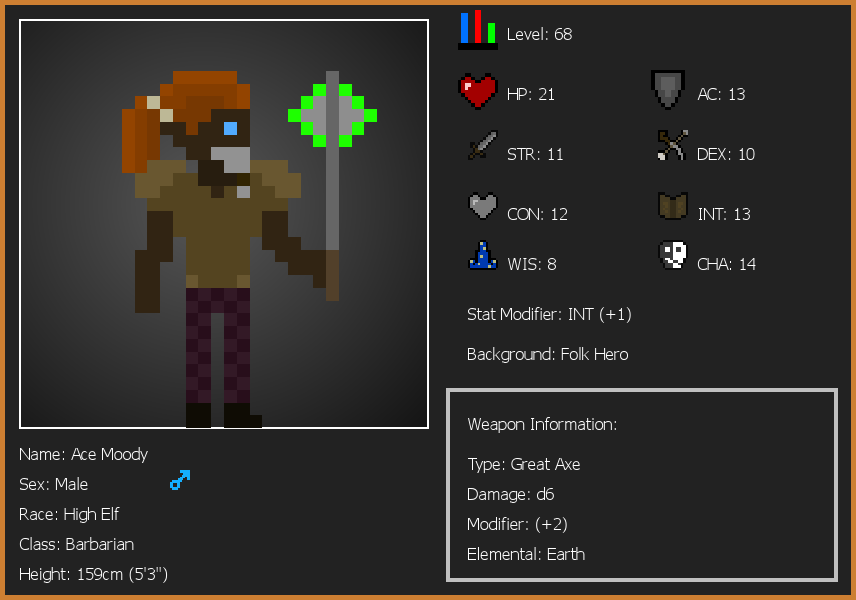 Level: 68
HP: 21
AC: 13
STR: 11
DEX: 10
CON: 12
INT: 13
WIS: 8
CHA: 14
Stat Modifier: INT (+1)
Background: Folk Hero
Weapon Information:
Type: Great Axe
Damage: d6
Modifier: (+2)
Elemental: Earth
Name: Ace Moody
Sex: Male
Race: High Elf
Class: Barbarian
Height: 159cm (5'3")